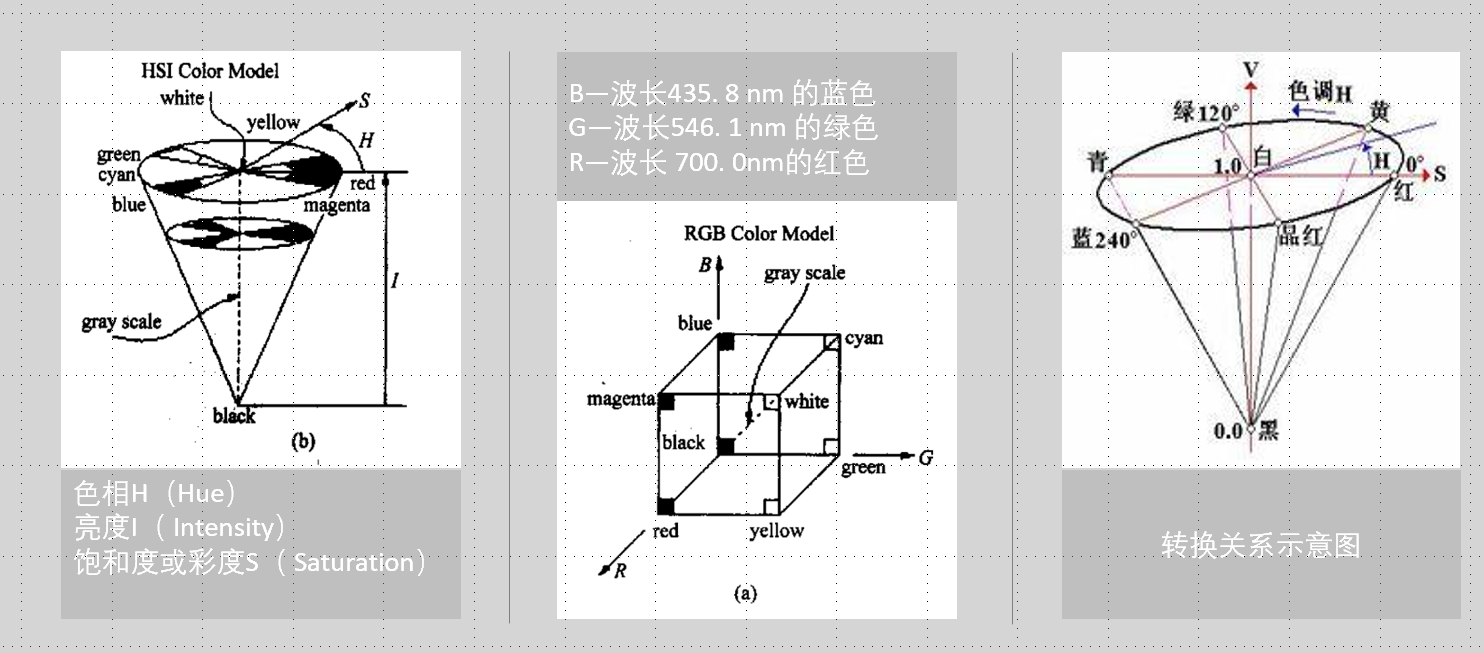 HSI Color Model
white
S
yellow
H
green
cyan
red
blue
magenta
I
gray scale
black
(b)
色相H（Hue）
亮度I（ Intensity）
饱和度或彩度S（ Saturation）
B—波长435. 8 nm 的蓝色
G—波长546. 1 nm 的绿色
R—波长 700. 0nm的红色
RGB Color Model
B
gray scale
blue
cyan
magenta
white
black
green
G
red
yellow
R
(a)
V
色调H
绿120°
黄
青
1.0
白
H
0°
S
红
蓝240°
品红
0.0
黑
转换关系示意图